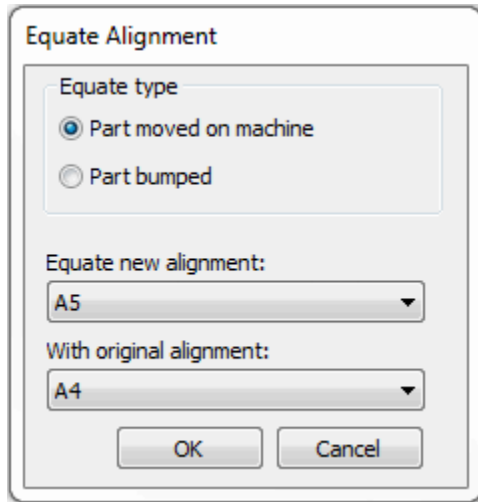 Equate Alignment
Equate type
Part moved on machine
Part bumped
Equate new alignment:
A5
With original alignment:
A4
OK Cancel